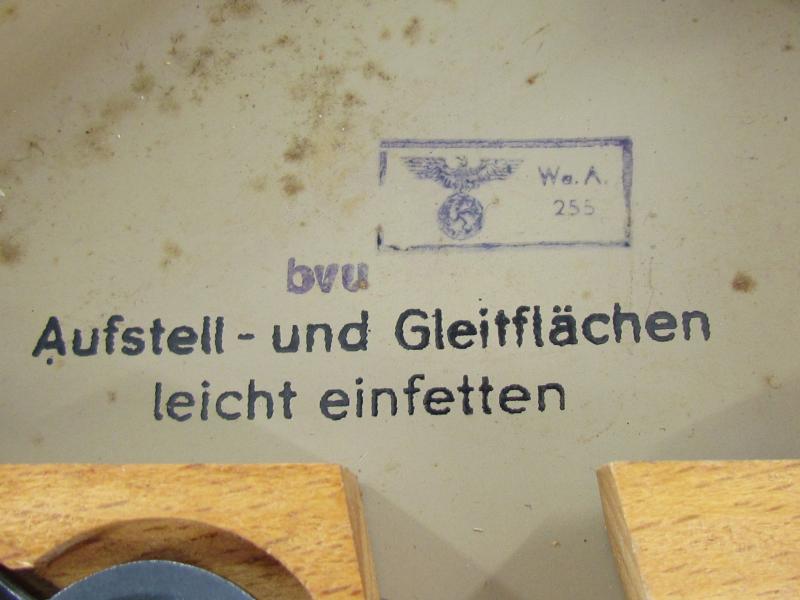 Wa.A.
255
bvu
Aufstell- und Gleitflächen
leicht einfetten